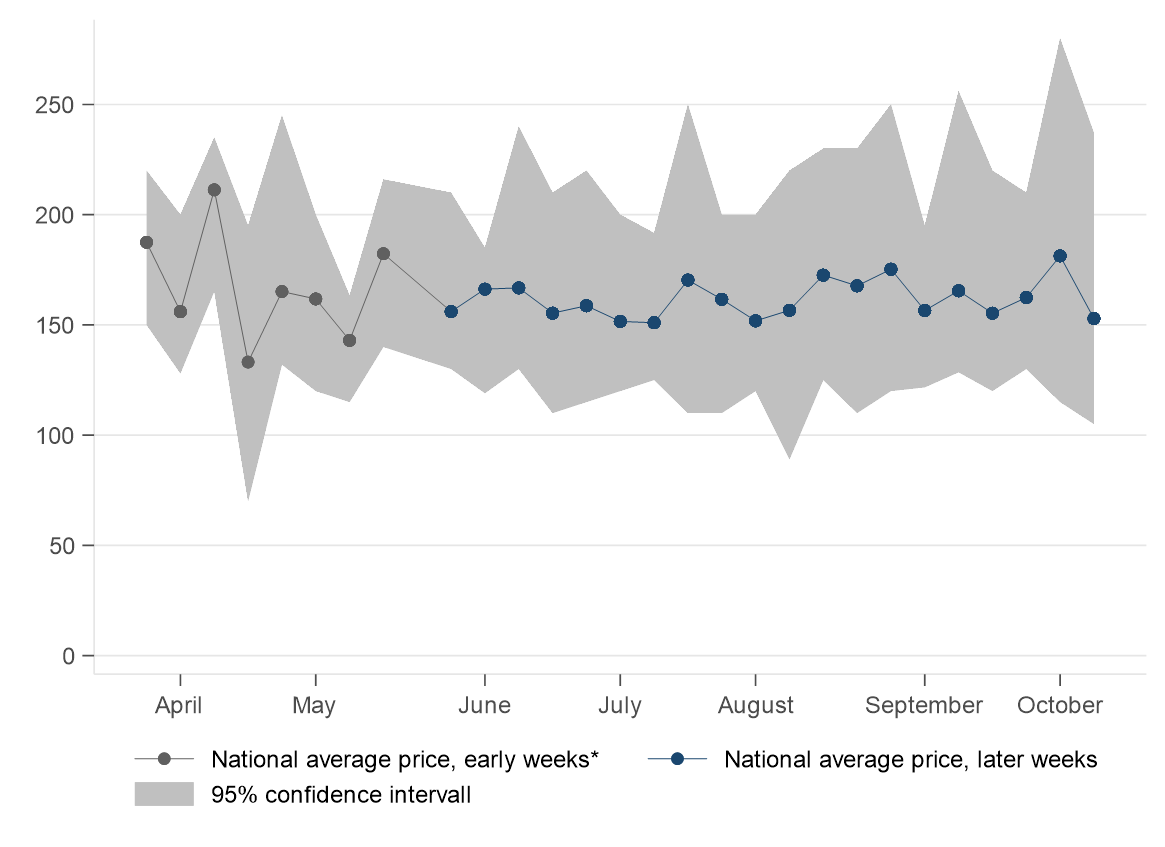 250
200
150
100
50
0
April May June July August September October
National average price, early weeks* National average price, later weeks
95% confidence intervall